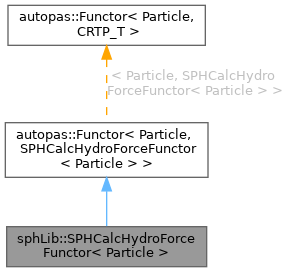 autopas::Functor< Particle,
CRTP_T >
< Particle, SPHCalcHydro
ForceFunctor< Particle > >
autopas::Functor< Particle,
SPHCalcHydroForceFunctor
< Particle > >
sphLib::SPHCalcHydroForce
Functor< Particle >